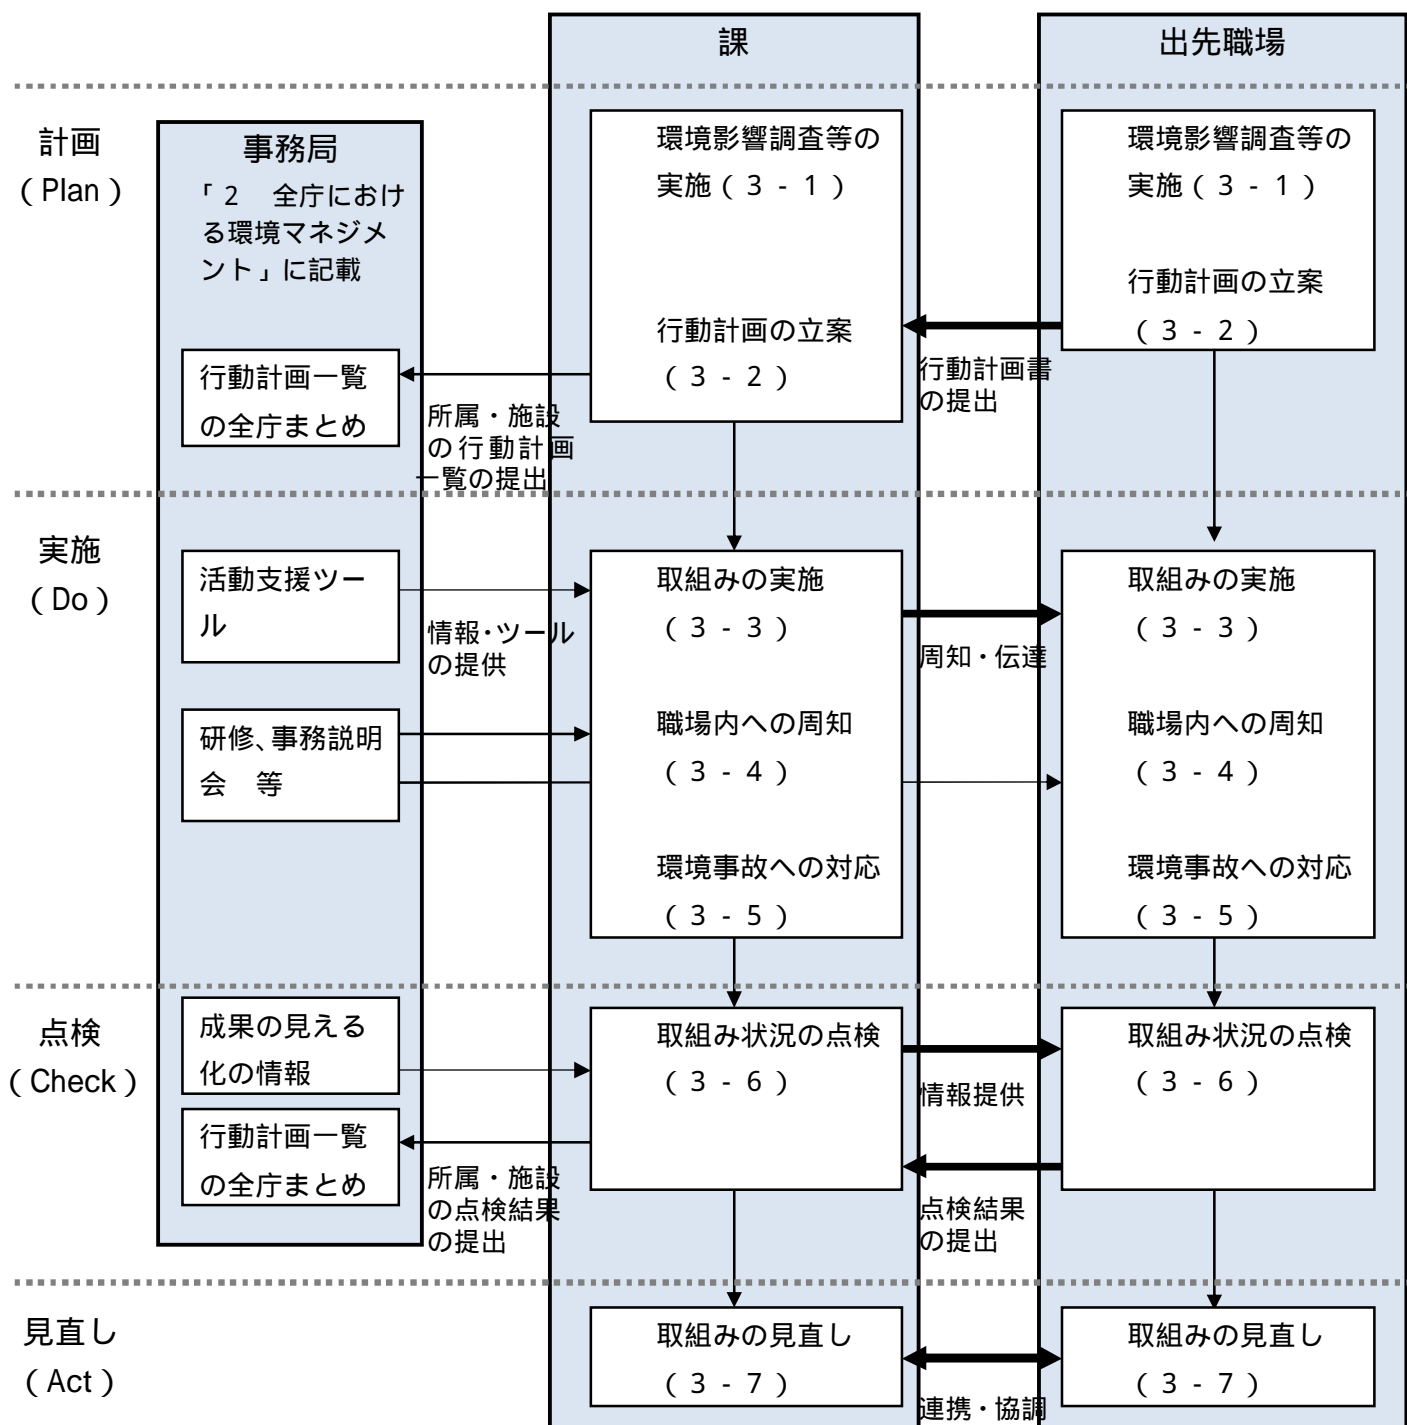 課
出先職場
計画
（Plan）
事務局
「２　全庁におけ
る環境マネジメ
ント」に記載
環境影響調査等の
実施（３-１）
行動計画の立案
（３-２）
環境影響調査等の
実施（３-１）
行動計画の立案
（３-２）
行動計画一覧
の全庁まとめ
所属・施設
の行動計画
一覧の提出
行動計画書
の提出
実施
（Do）
活動支援ツー
ル
情報・ツール
の提供
研修、事務説明
会　等
取組みの実施
（３-３）
職場内への周知
（３-４）
環境事故への対応
（３-５）
周知・伝達
取組みの実施
（３-３）
職場内への周知
（３-４）
環境事故への対応
（３-５）
点検
（Check）
成果の見える
化の情報
行動計画一覧
の全庁まとめ
所属・施設
の点検結果
の提出
取組み状況の点検
（３-６）
情報提供
点検結果
の提出
取組み状況の点検
（３-６）
見直し
（Act）
取組みの見直し
（３-７）
連携・協調
取組みの見直し
（３-７）